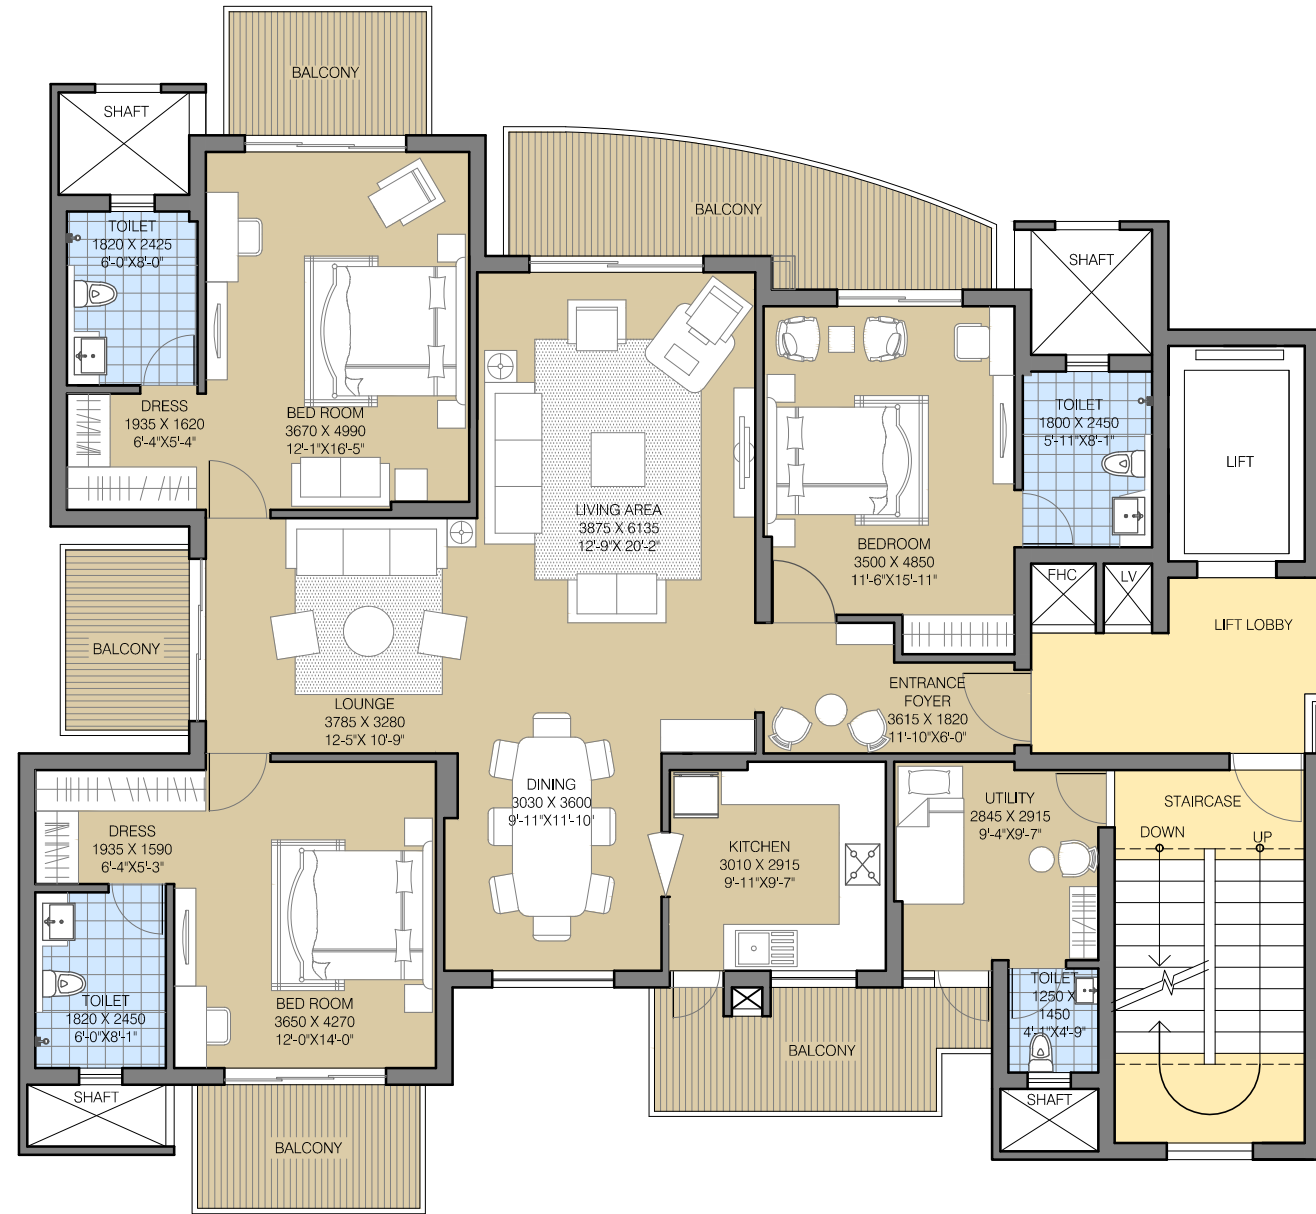 BALCONY
SHAFT
TOILET
1820 X 2425
6'-0"X8'-0"
DRESS
1935 X 1620
6'-4"X5'-4"
BED ROOM
3670 X 4990
12'-1"X16'-5"
BALCONY
LIVING AREA
3875 X 6135
12'-9"X 20'-2"
SHAFT
TOILET
1800 X 2450
5'-11"X8'-1"
BEDROOM
3500 X 4850
11'-6"X15'-11"
LIFT
FHC
LV
LIFT LOBBY
BALCONY
LOUNGE
3785 X 3280
12-5"X 10'-9"
ENTRANCE
FOYER
3615 X 1820
11'-10"X6'-0"
DINING
3030 X 3600
9'-11"X11'-10'
KITCHEN
3010 X 2915
9'-11"X9'-7"
UTILITY
2845 X 2915
9'-4"X9'-7"
STAIRCASE
DOWN
UP
DRESS
1935 X 1590
6'-4"X5'-3"
TOILET
1820 X 2450
6'-0"X8'-1"
BED ROOM
3650 X 4270
12'-0"X14'-0"
TOILET
1250 X
1450
4'-1"X4'-9"
BALCONY
SHAFT
SHAFT
BALCONY